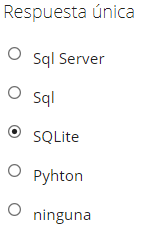 Respuesta única
Sql Server
Sql
SQLite
Pyhton
ninguna